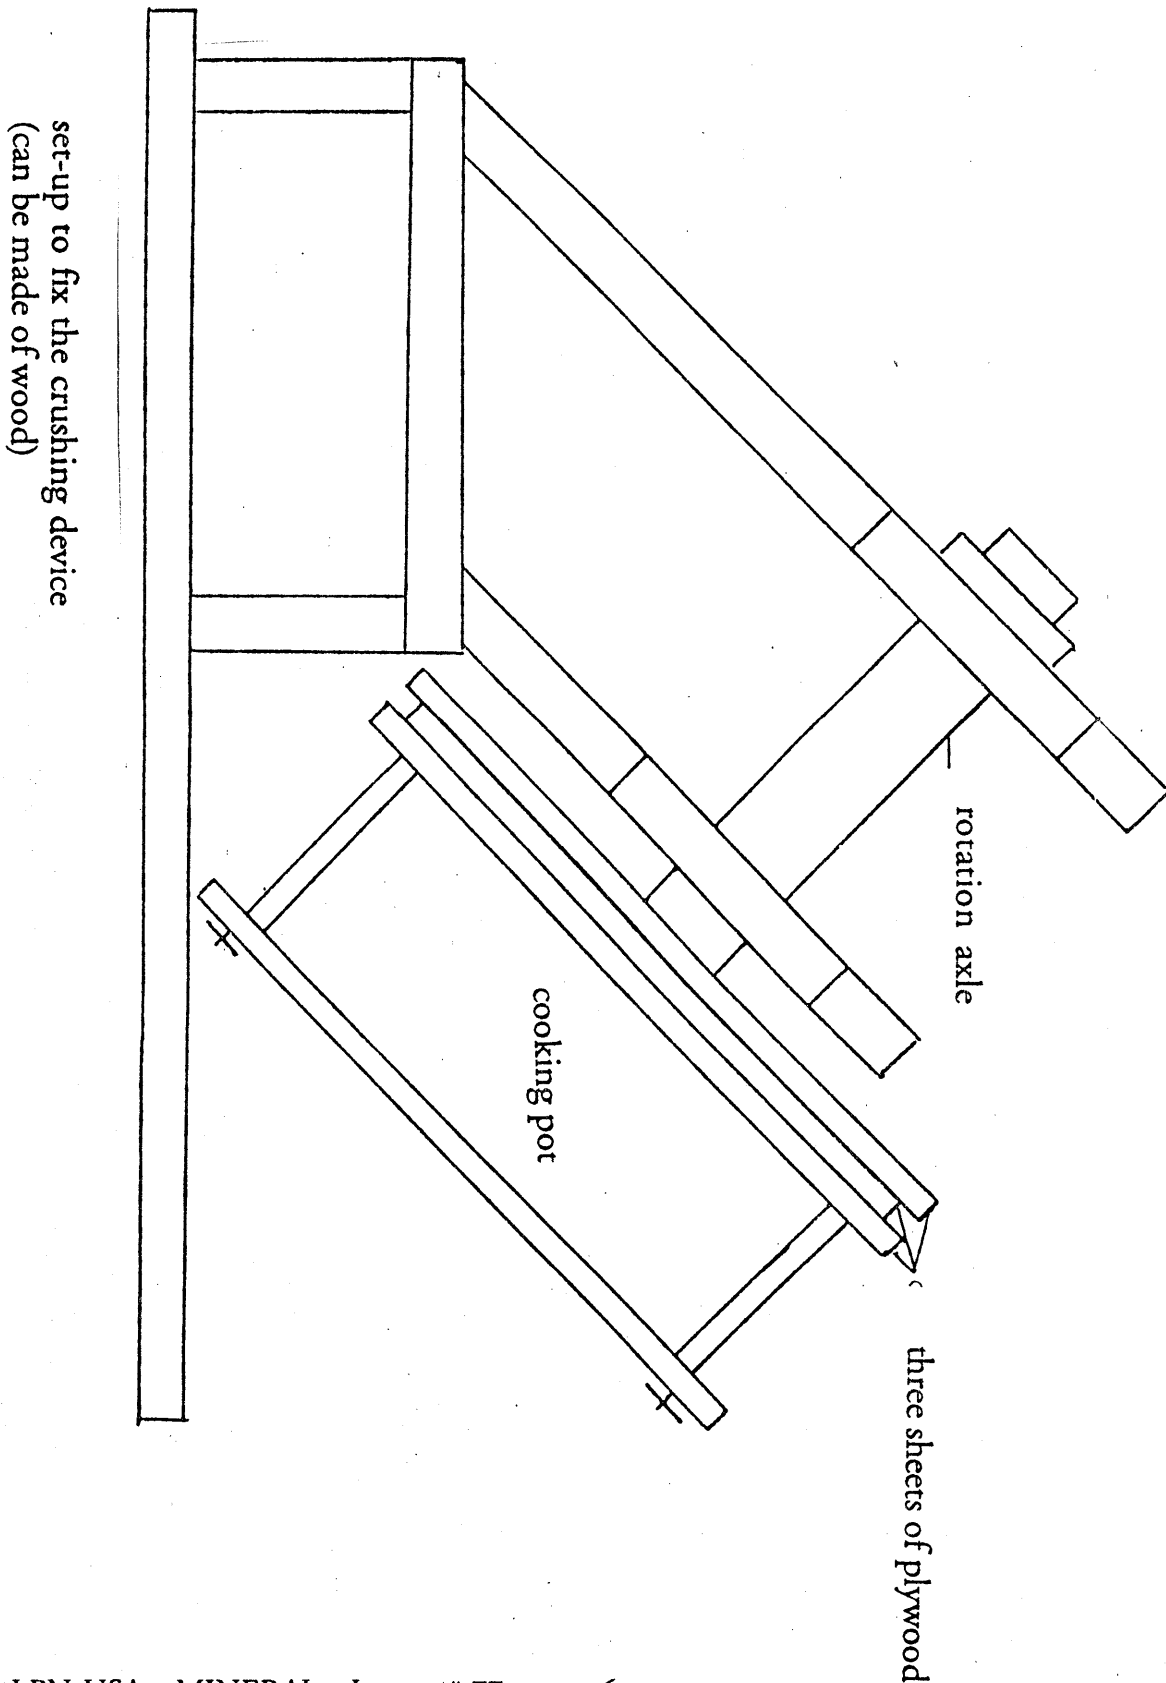 rotation axle
three sheets of plywood
cooking pot
set-up to fix the crushing device
(can be made of wood)